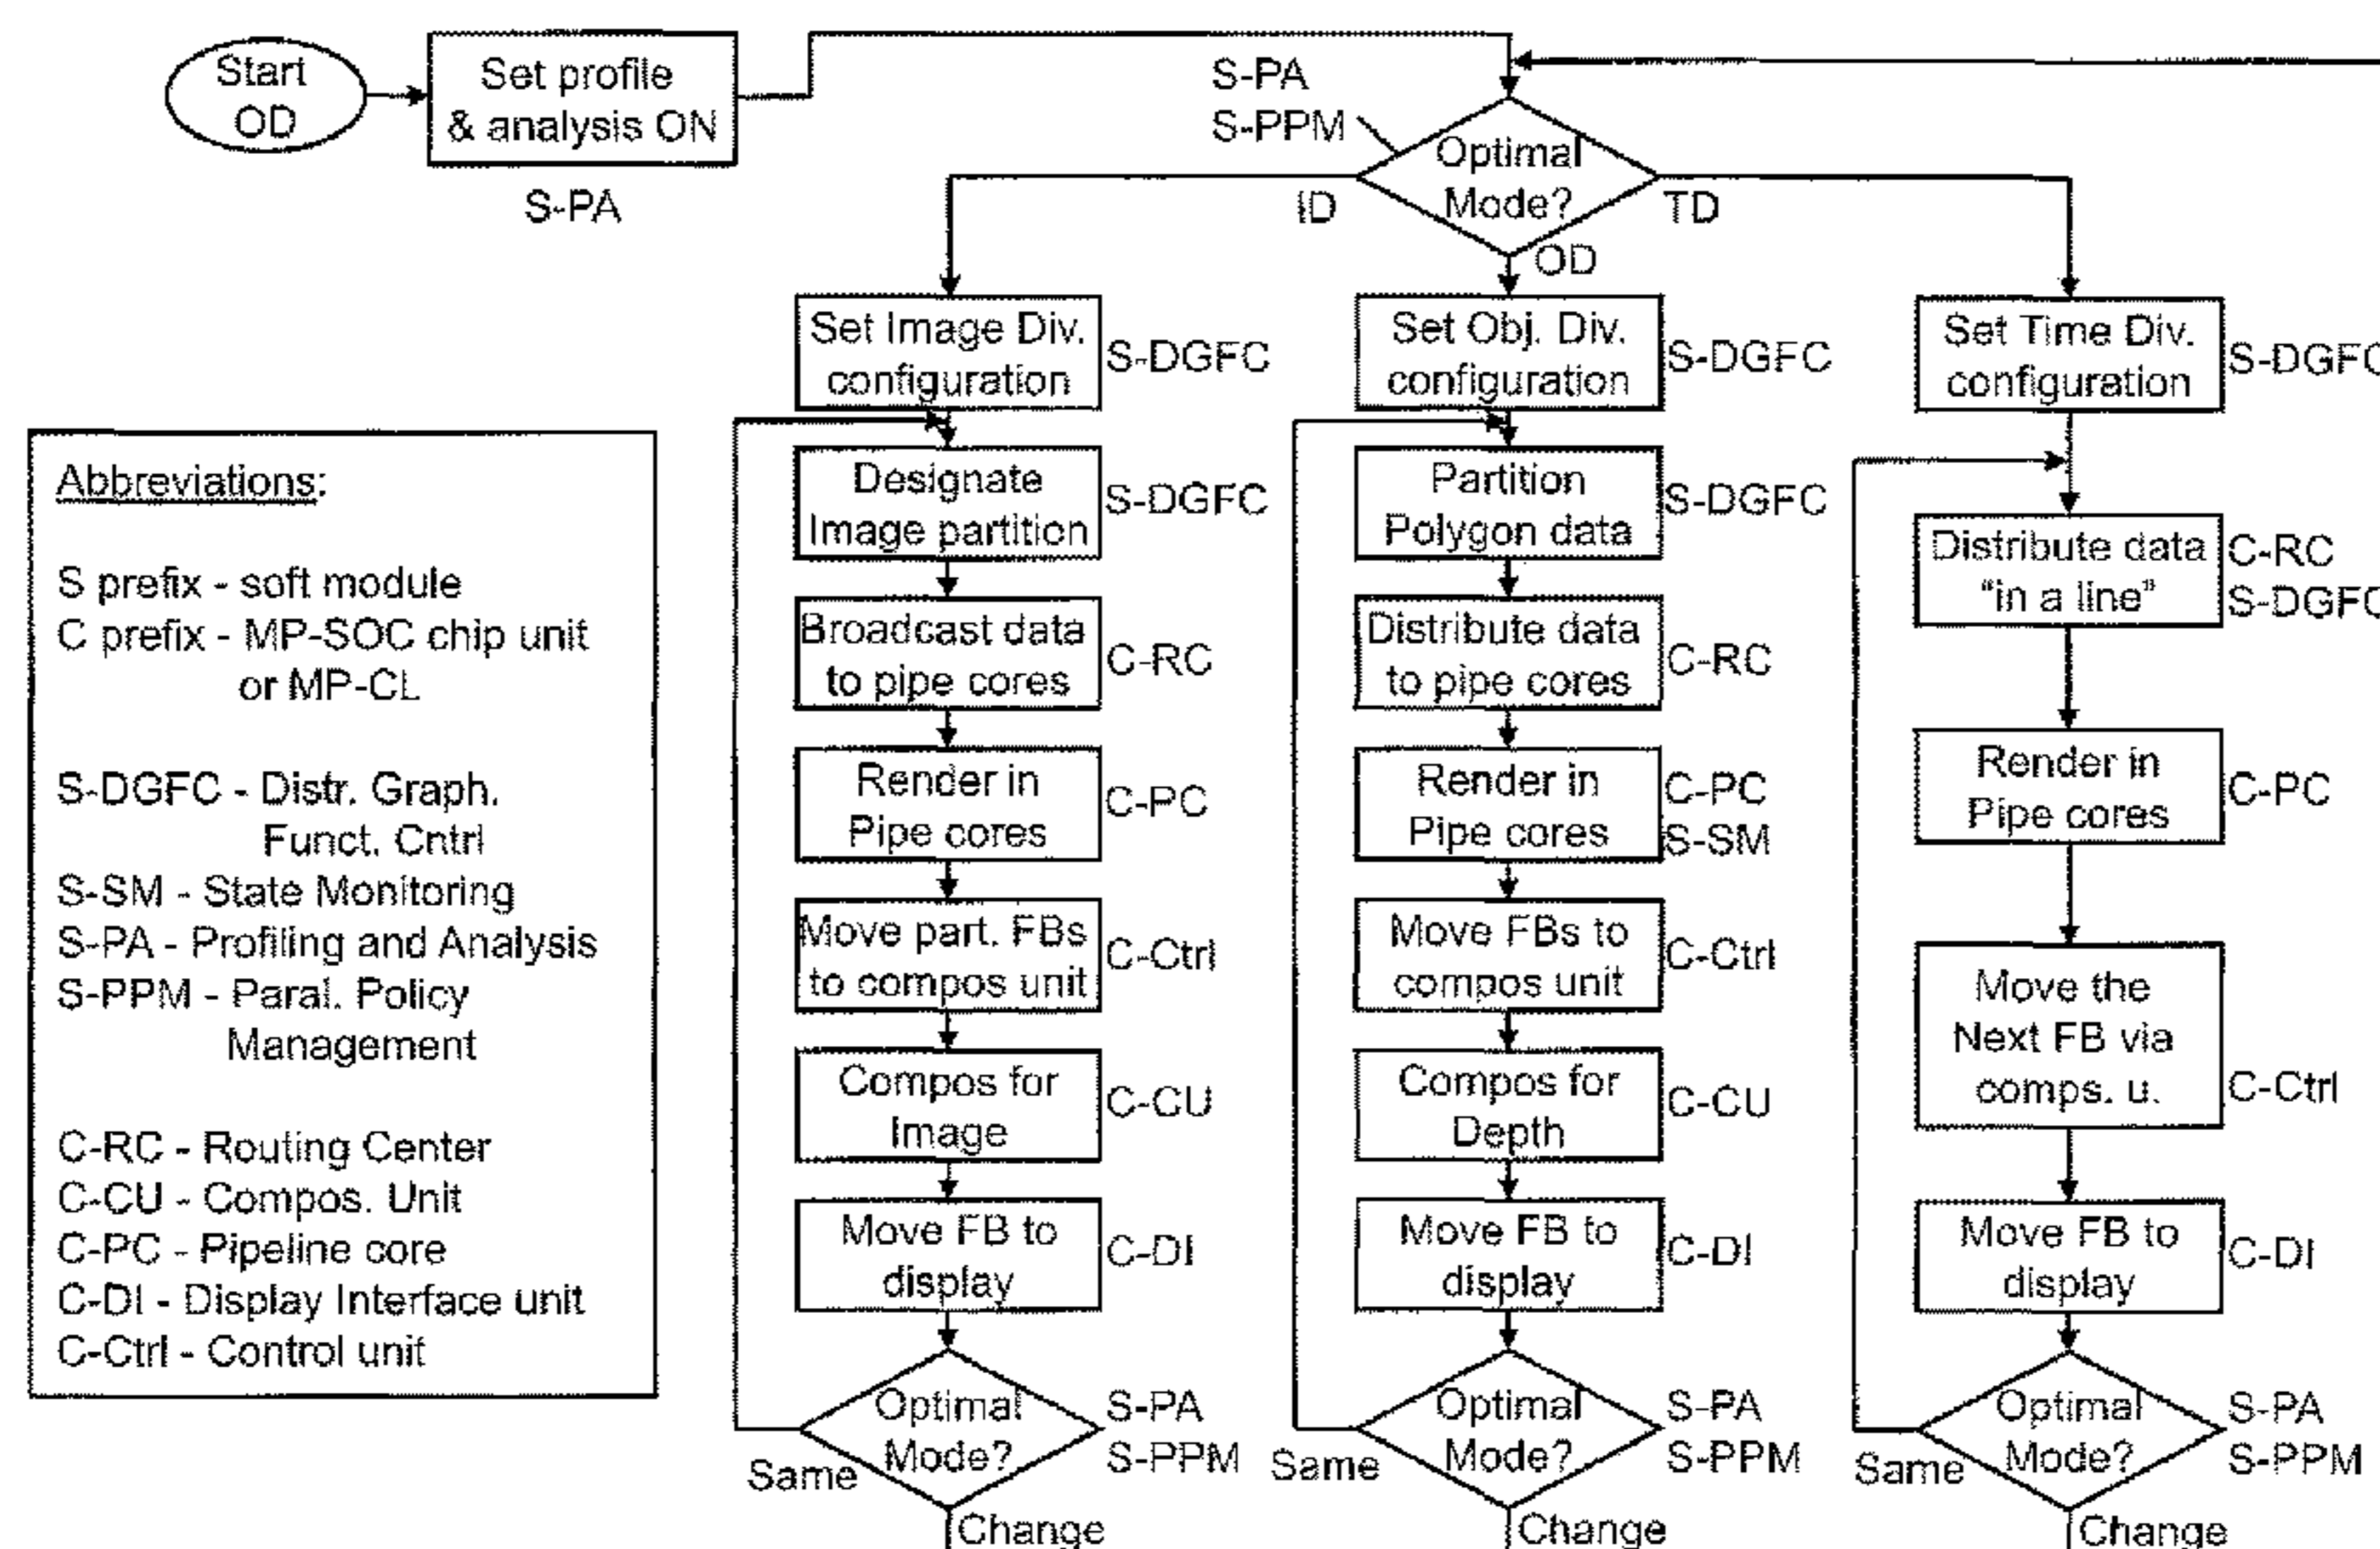 Start
OD
Set profile
& analysis ON
S-PA
S-PA
S-PPM
Optimal
Mode?
ID
TD
OD
Set Image Div.
configuration
S-DGFC
Designate
Image partition
S-DGFC
Broadcast data
to pipe cores
C-RC
Render in
Pipe cores
C-PC
Move part. FBs
to compos unit
C-Ctrl
Compos for
Image
C-CU
Move FB to
display
C-DI
Optimal
Mode?
S-PA
S-PPM
Same
Change
Set Obj. Div.
configuration
S-DGFC
Partition
Polygon data
S-DGFC
Distribute data
to pipe cores
C-RC
Render in
Pipe cores
C-PC
S-SM
Move FBs to
compos unit
C-Ctrl
Compos for
Depth
C-CU
Move FB to
display
C-DI
Optimal
Mode?
S-PA
S-PPM
Same
Change
Set Time Div.
configuration
S-DGFC
Distribute data
“in a line”
C-RC
S-DGFC
Render in
Pipe cores
C-PC
Move the
Next FB via
comps. u.
C-Ctrl
Move FB to
display
C-DI
Optimal
Mode?
S-PA
S-PPM
Same
Change
Abbreviations:
S prefix - soft module
C prefix - MP-SOC chip unit
or MP-CL
S-DGFC - Distr. Graph.
Funct. Cntrl
S-SM - State Monitoring
S-PA - Profiling and Analysis
S-PPM - Paral. Policy
Management
C-RC - Routing Center
C-CU - Compos. Unit
C-PC - Pipeline core
C-DI - Display Interface unit
C-Ctrl - Control unit